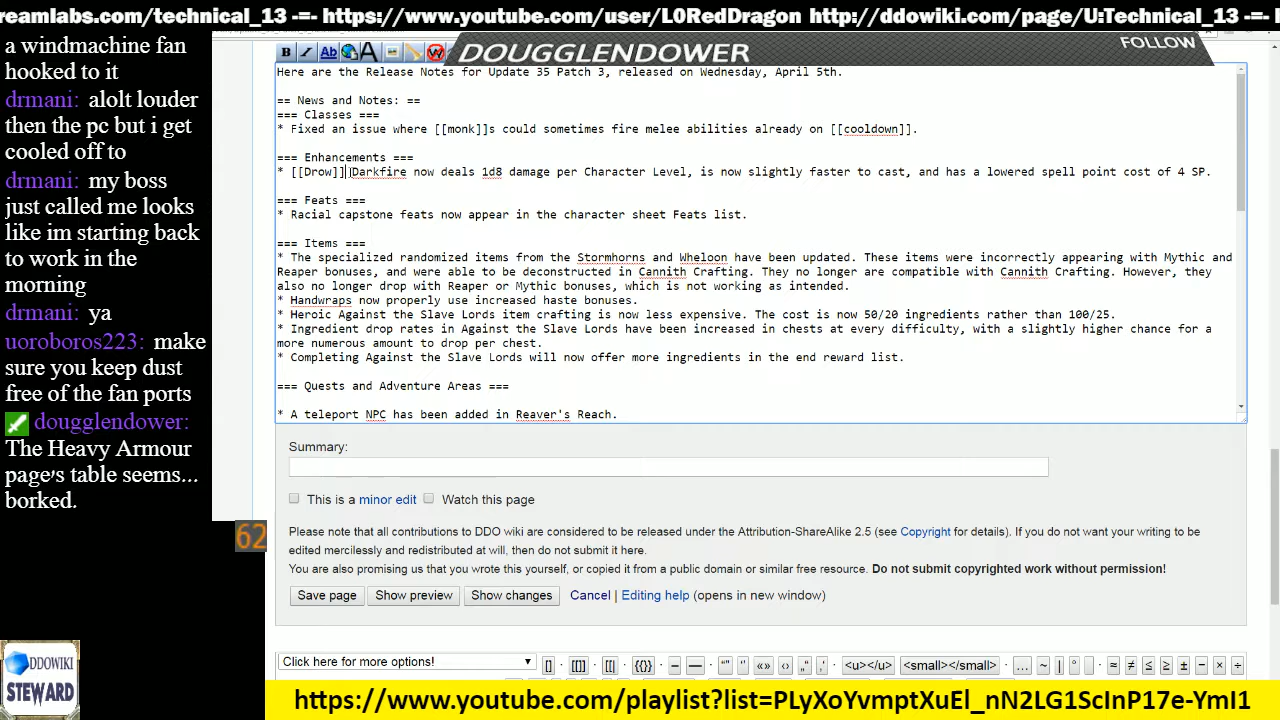 reamlabs.com/technical_13 -=- https://www.youtube.com/user/L0RedDragon http://ddowiki.com/page/U:Technical_13 -=-
a windmachine fan
hooked to it
drmani: alolt louder
then the pc but i get
cooled off to
drmani: my boss
just called me looks
like im starting back
to work in the
morning
drmani: ya
uoroboros223: make
sure you keep dust
free of the fan ports
dougglendower:
The Heavy Armour
page's table seems...
borked.
62
DDOWIKI
STEWARD
DOUGGLENDOWER
FOLLOW
B I Ab A W
Here are the Release Notes for Update 35 Patch 3, released on Wednesday, April 5th.
== News and Notes: ==
=== Classes ===
* Fixed an issue where [[monk]]s could sometimes fire melee abilities already on [[cooldown]].
=== Enhancements ===
* [[Drow]] Darkfire now deals 1d8 damage per Character Level, is now slightly faster to cast, and has a lowered spell point cost of 4 SP.
=== Feats ===
* Racial capstone feats now appear in the character sheet Feats list.
=== Items ===
* The specialized randomized items from the Stormhorns and Wheloon have been updated. These items were incorrectly appearing with Mythic and
Reaper bonuses, and were able to be deconstructed in Cannith Crafting. They no longer are compatible with Cannith Crafting. However, they
also no longer drop with Reaper or Mythic bonuses, which is not working as intended.
* Handwraps now properly use increased haste bonuses.
* Heroic Against the Slave Lords item crafting is now less expensive. The cost is now 50/20 ingredients rather than 100/25.
* Ingredient drop rates in Against the Slave Lords have been increased in chests at every difficulty, with a slightly higher chance for a
more numerous amount to drop per chest.
* Completing Against the Slave Lords will now offer more ingredients in the end reward list.
=== Quests and Adventure Areas ===
* A teleport NPC has been added in Reaver's Reach.
Summary:
This is a minor edit Watch this page
Please note that all contributions to DDO wiki are considered to be released under the Attribution-ShareAlike 2.5 (see Copyright for details). If you do not want your writing to be
edited mercilessly and redistributed at will, then do not submit it here.
You are also promising us that you wrote this yourself, or copied it from a public domain or similar free resource. Do not submit copyrighted work without permission!
Save page Show preview Show changes Cancel | Editing help (opens in new window)
Click here for more options! [] · [[]] · [[| · {{}} · – — · “” ‘’ «» ‹› „“ ‚‘ · <u></u> · <small></small> · … ~ | ° · ≈ ≠ ≤ ≥ ± − × ÷
https://www.youtube.com/playlist?list=PLyXoYvmptXuEl_nN2LG1ScInP17e-YmI1